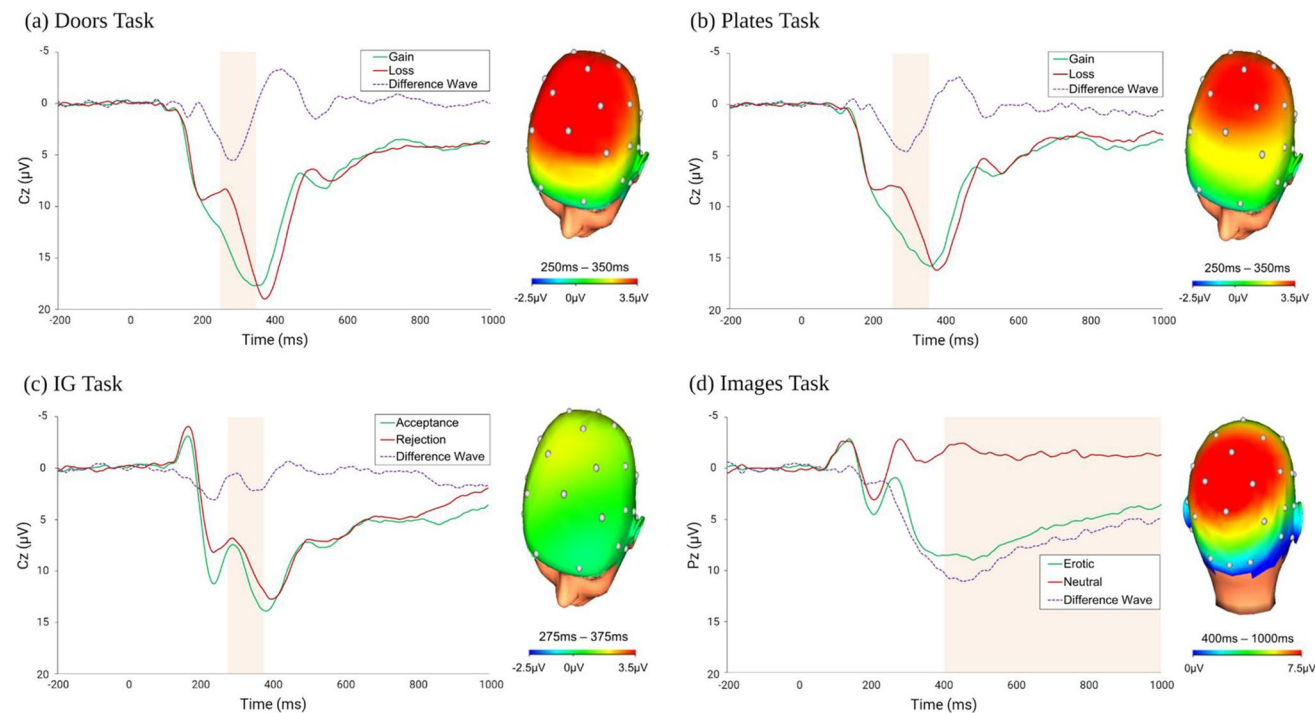 (a) Doors Task
-5
0
5
10
15
20
Cz (µV)
-200 0 200 400 600 800 1000
Time (ms)
Gain
Loss
Difference Wave
250ms – 350ms
-2.5µV 0µV 3.5µV
(b) Plates Task
-5
0
5
10
15
20
Cz (µV)
-200 0 200 400 600 800 1000
Time (ms)
Gain
Loss
Difference Wave
250ms – 350ms
-2.5µV 0µV 3.5µV
(c) IG Task
-5
0
5
10
15
20
Cz (µV)
-200 0 200 400 600 800 1000
Time (ms)
Acceptance
Rejection
Difference Wave
275ms – 375ms
-2.5µV 0µV 3.5µV
(d) Images Task
-5
0
5
10
15
20
Pz (µV)
-200 0 200 400 600 800 1000
Time (ms)
Erotic
Neutral
Difference Wave
400ms – 1000ms
0µV 7.5µV